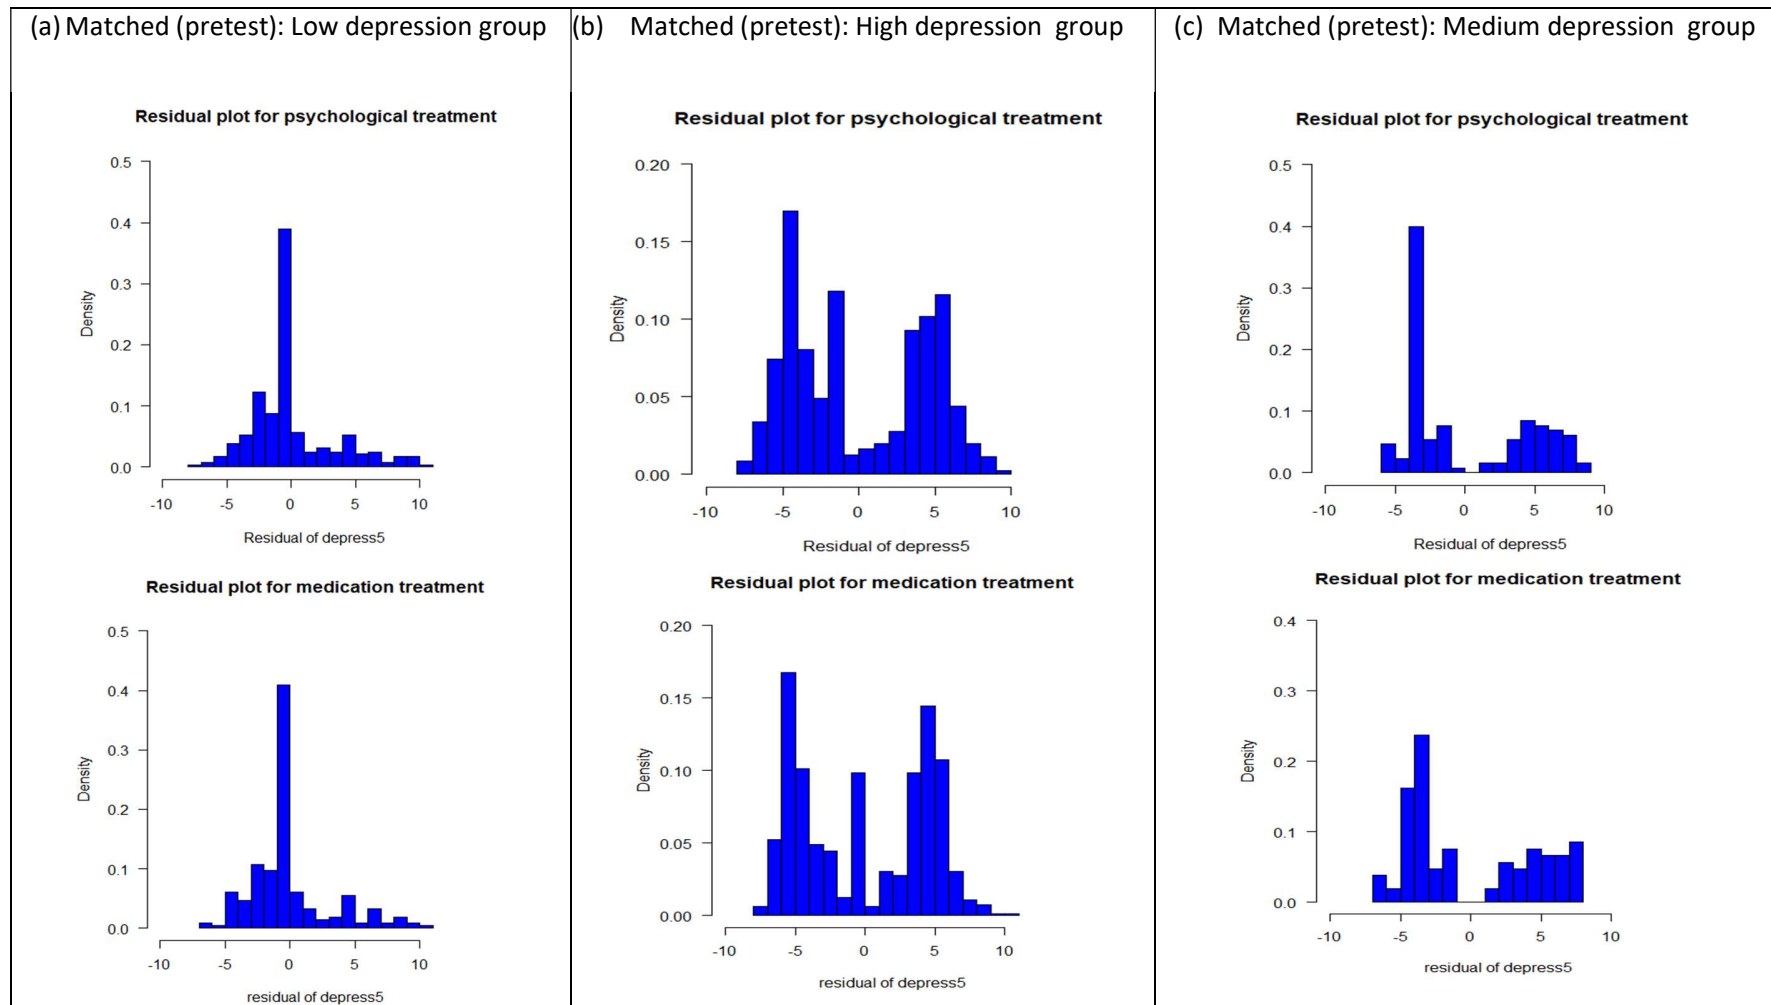 (a) Matched (pretest): Low depression group
Residual plot for psychological treatment
0.5
0.4
0.3
0.2
0.1
0.0
Density
-10 -5 0 5 10
Residual of depress5
Residual plot for medication treatment
0.5
0.4
0.3
0.2
0.1
0.0
Density
-10 -5 0 5 10
residual of depress5
(b) Matched (pretest): High depression group
Residual plot for psychological treatment
0.20
0.15
0.10
0.05
0.00
Density
-10 -5 0 5 10
Residual of depress5
Residual plot for medication treatment
0.20
0.15
0.10
0.05
0.00
Density
-10 -5 0 5 10
residual of depress5
(c) Matched (pretest): Medium depression group
Residual plot for psychological treatment
0.5
0.4
0.3
0.2
0.1
0.0
Density
-10 -5 0 5 10
Residual of depress5
Residual plot for medication treatment
0.4
0.3
0.2
0.1
0.0
Density
-10 -5 0 5 10
residual of depress5